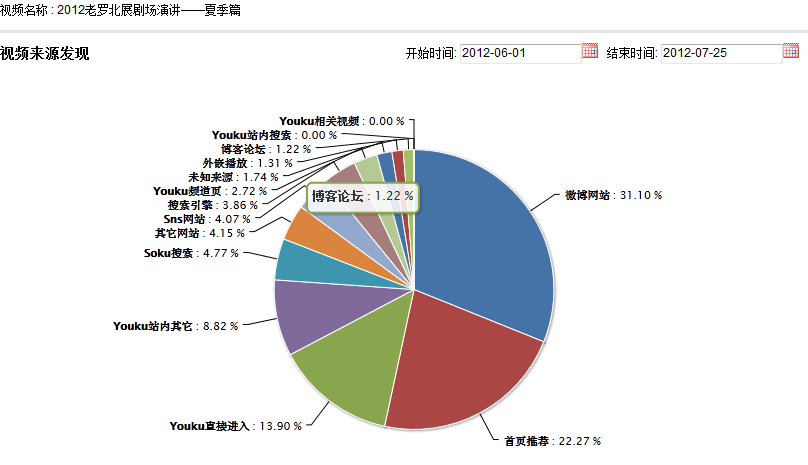 视频名称 : 2012老罗北展剧场演讲——夏季篇
视频来源发现 开始时间: 2012-06-01 结束时间: 2012-07-25
Youku相关视频 : 0.00 %
Youku站内搜索 : 0.00 %
博客论坛 : 1.22 %
外嵌播放 : 1.31 %
未知来源 : 1.74 %
Youku频道页 : 2.72 %
搜索引擎 : 3.86 %
Sns网站 : 4.07 %
其它网站 : 4.15 %
Soku搜索 : 4.77 %
Youku站内其它 : 8.82 %
Youku直接进入 : 13.90 %
博客论坛 : 1.22 %
微博网站 : 31.10 %
首页推荐 : 22.27 %